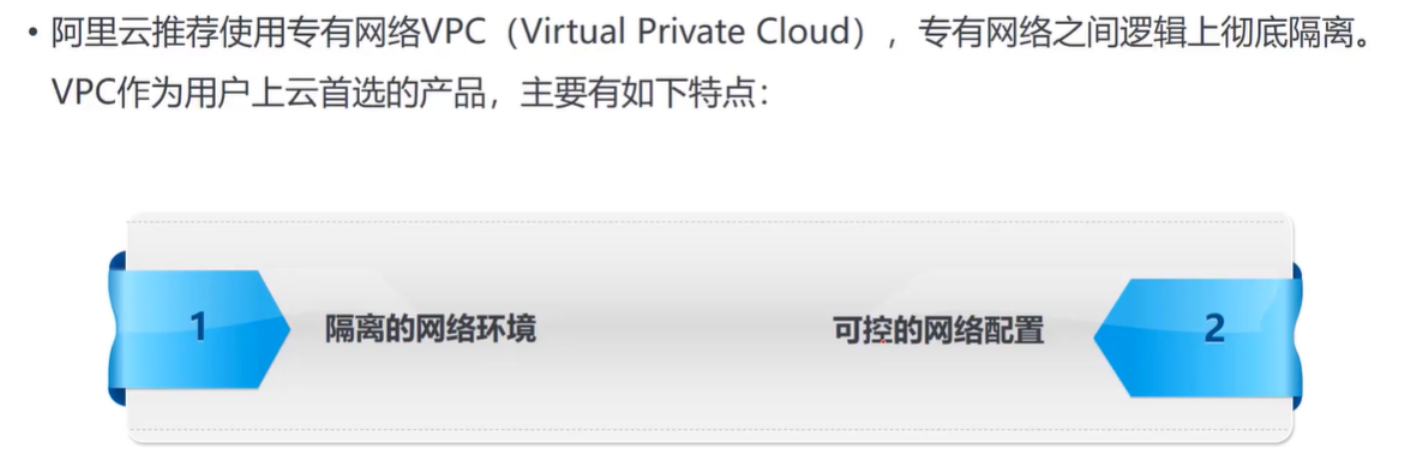 • 阿里云推荐使用专有网络VPC（Virtual Private Cloud），专有网络之间逻辑上彻底隔离。
VPC作为用户上云首选的产品，主要有如下特点：
1 隔离的网络环境 可控的网络配置 2